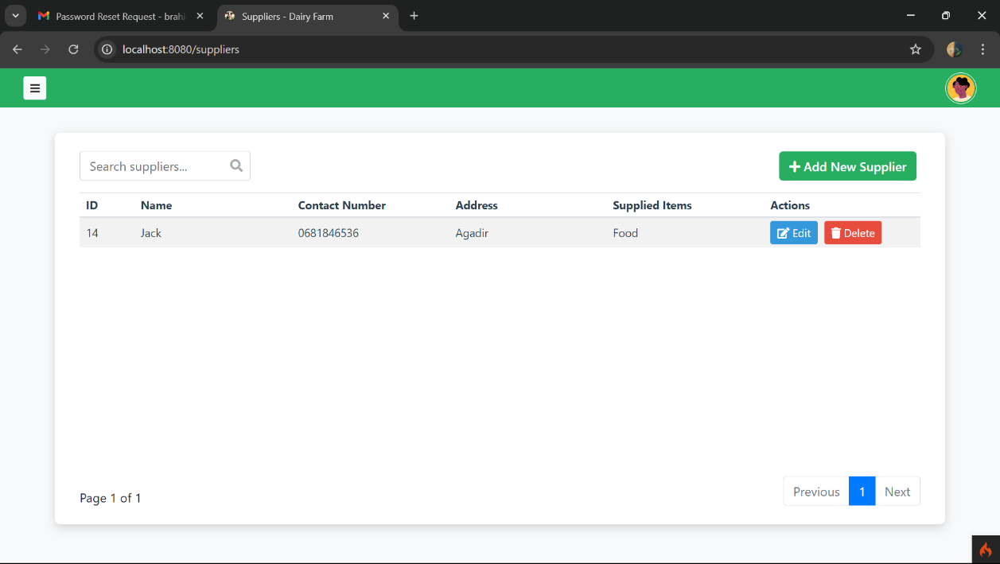 Password Reset Request - brahi
Suppliers - Dairy Farm
localhost:8080/suppliers
Search suppliers...
Add New Supplier
ID Name Contact Number Address Supplied Items Actions
14 Jack 0681846536 Agadir Food Edit Delete
Page 1 of 1
Previous 1 Next